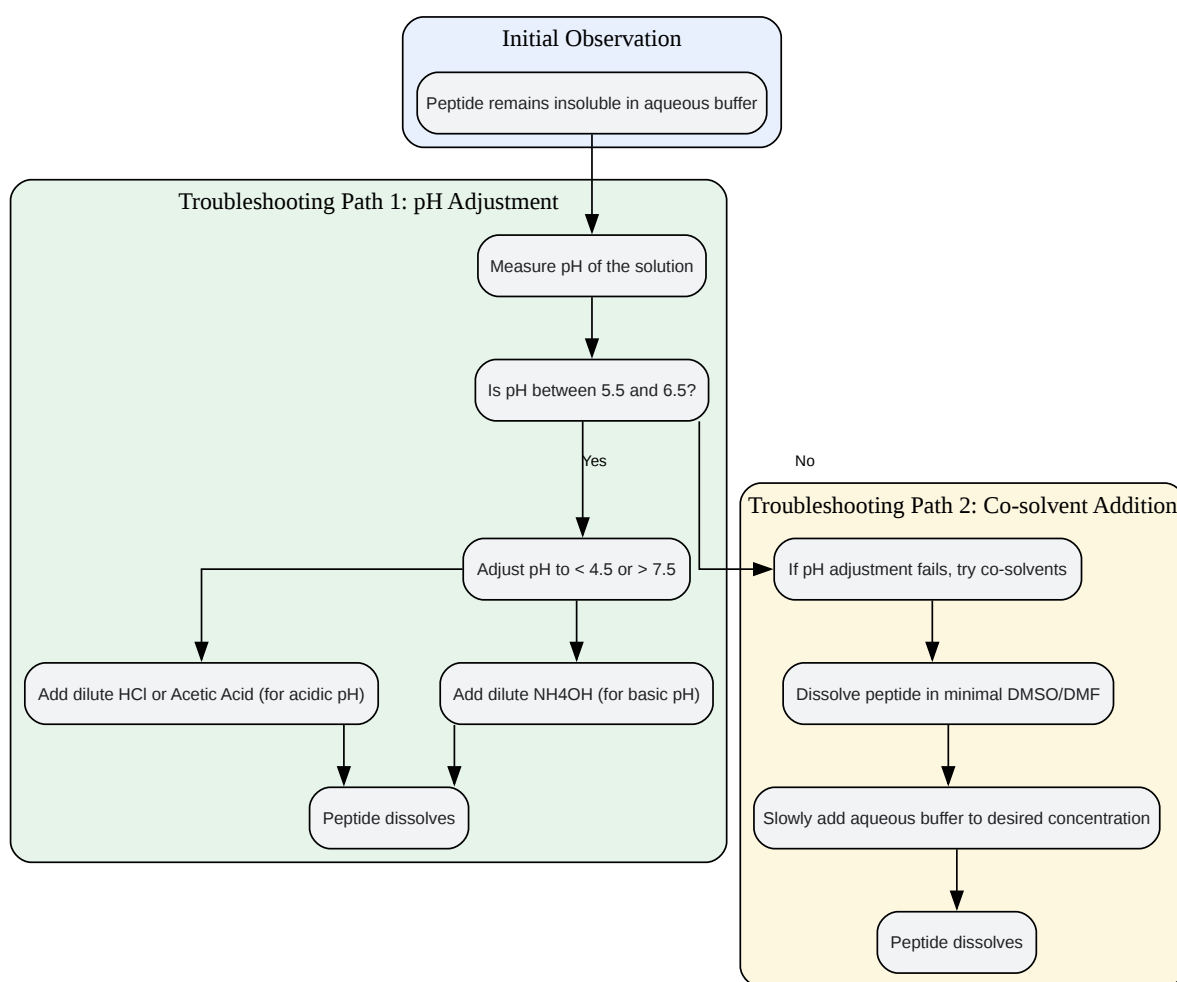 Initial Observation
Peptide remains insoluble in aqueous buffer
Troubleshooting Path 1: pH Adjustment
Measure pH of the solution
Is pH between 5.5 and 6.5?
Yes
No
Troubleshooting Path 2: Co-solvent Addition
Adjust pH to < 4.5 or > 7.5
If pH adjustment fails, try co-solvents
Add dilute HCl or Acetic Acid (for acidic pH)
Add dilute NH4OH (for basic pH)
Dissolve peptide in minimal DMSO/DMF
Peptide dissolves
Slowly add aqueous buffer to desired concentration
Peptide dissolves